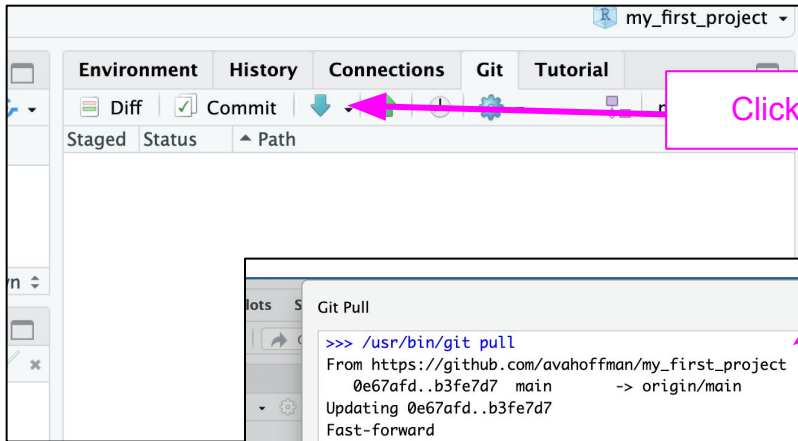 my_first_project
Environment History Connections Git Tutorial
Diff Commit
Click
Staged Status Path
Git Pull
>>> /usr/bin/git pull
From https://github.com/avahoffman/my_first_project
0e67afd..b3fe7d7 main -> origin/main
Updating 0e67afd..b3fe7d7
Fast-forward